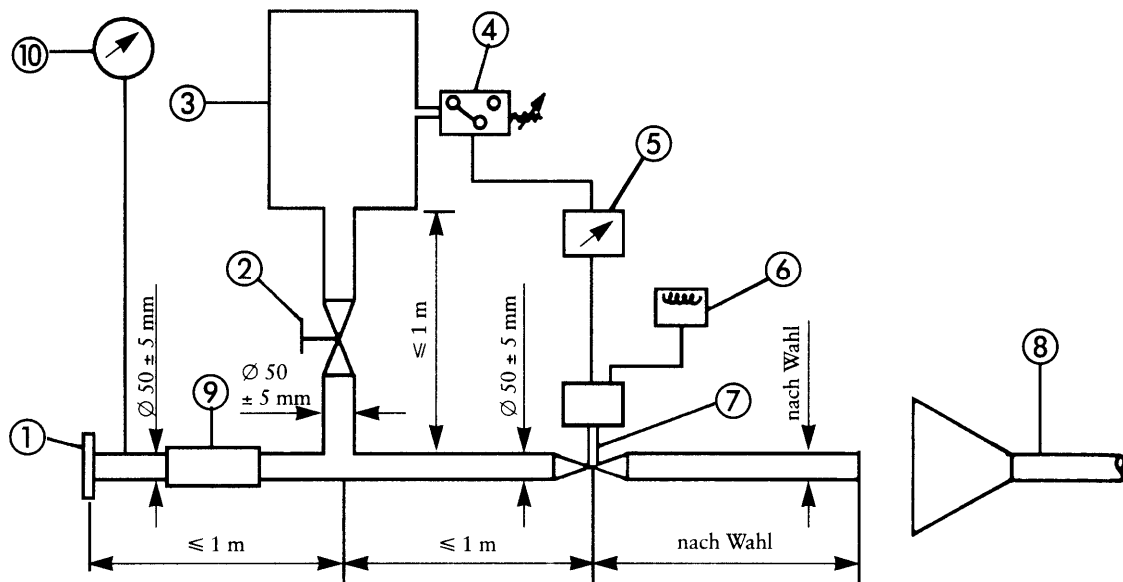 ⑩
④
③
⑤
②
⑥
≤ 1 m
Ø 50 ± 5 mm
nach Wahl
⑧
Ø 50 ± 5 mm
⑨
Ø 50
± 5 mm
⑦
①
≤ 1 m
≤ 1 m
nach Wahl